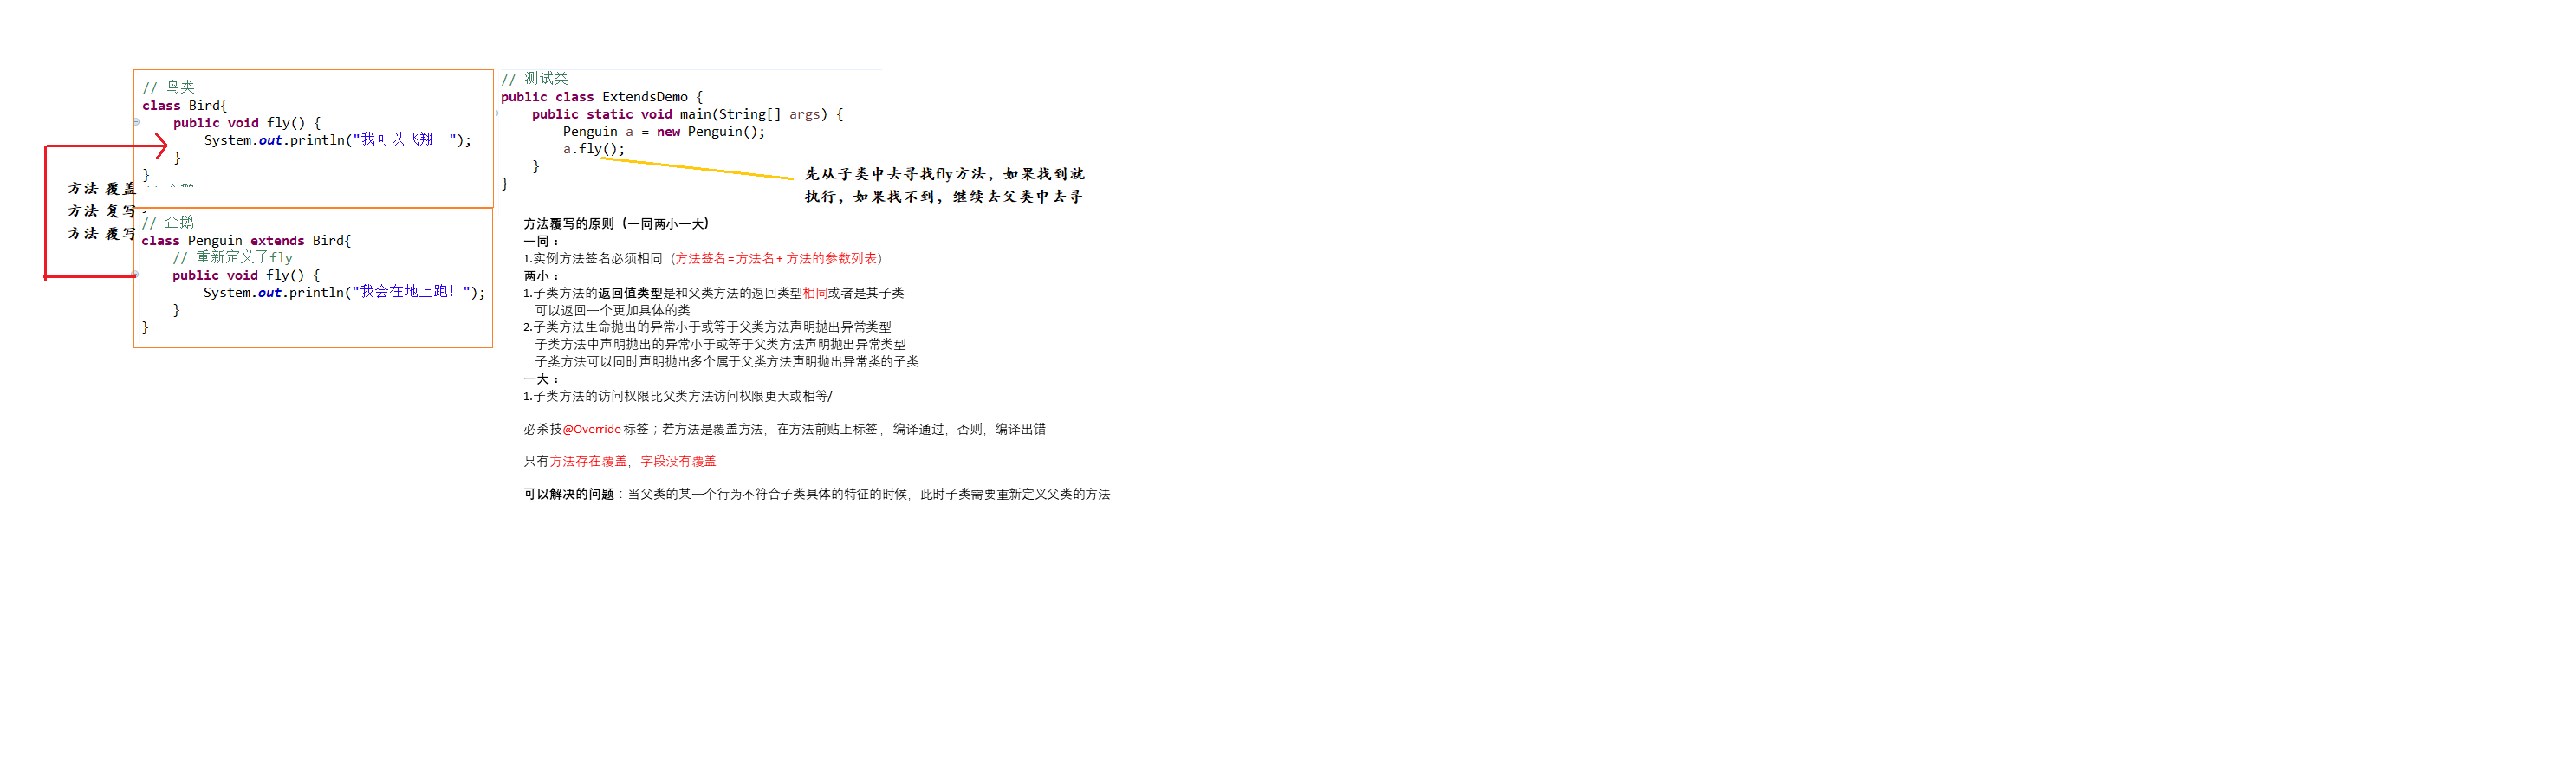 // 鸟类
class Bird{
public void fly() {
System.out.println("我可以飞翔！");
}
}
方法 覆盖
方法 复写
方法 覆写
// 企鹅
class Penguin extends Bird{
// 重新定义了fly
public void fly() {
System.out.println("我会在地上跑！");
}
}
// 测试类
public class ExtendsDemo {
public static void main(String[] args) {
Penguin a = new Penguin();
a.fly();
}
}
先从子类中去寻找fly方法，如果找到就
执行，如果找不到，继续去父类中去寻
方法覆写的原则（一同两小一大）
一同：
1.实例方法签名必须相同（方法签名=方法名+ 方法的参数列表）
两小：
1.子类方法的返回值类型是和父类方法的返回类型相同或者是其子类
可以返回一个更加具体的类
2.子类方法生命抛出的异常小于或等于父类方法声明抛出异常类型
子类方法中声明抛出的异常小于或等于父类方法声明抛出异常类型
子类方法可以同时声明抛出多个属于父类方法声明抛出异常类的子类
一大：
1.子类方法的访问权限比父类方法访问权限更大或相等/
必杀技@Override 标签；若方法是覆盖方法，在方法前贴上标签，编译通过，否则，编译出错
只有方法存在覆盖，字段没有覆盖
可以解决的问题：当父类的某一个行为不符合子类具体的特征的时候，此时子类需要重新定义父类的方法